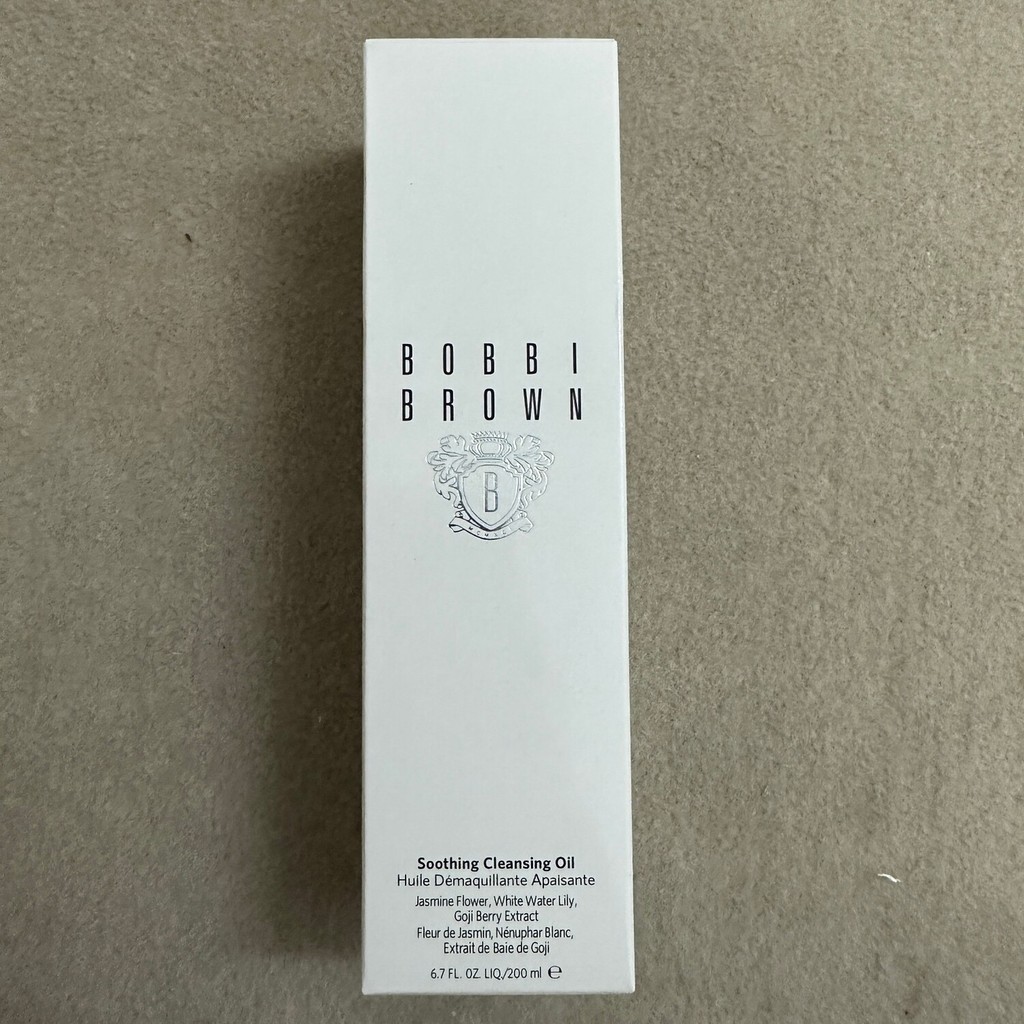 BOBBI
BROWN
B
Soothing Cleansing Oil
Huile Démaquillante Apaisante
Jasmine Flower, White Water Lily,
Goji Berry Extract
Fleur de Jasmin, Nénuphar Blanc,
Extrait de Baie de Goji
6.7 FL. OZ. LIQ./200 ml ℮